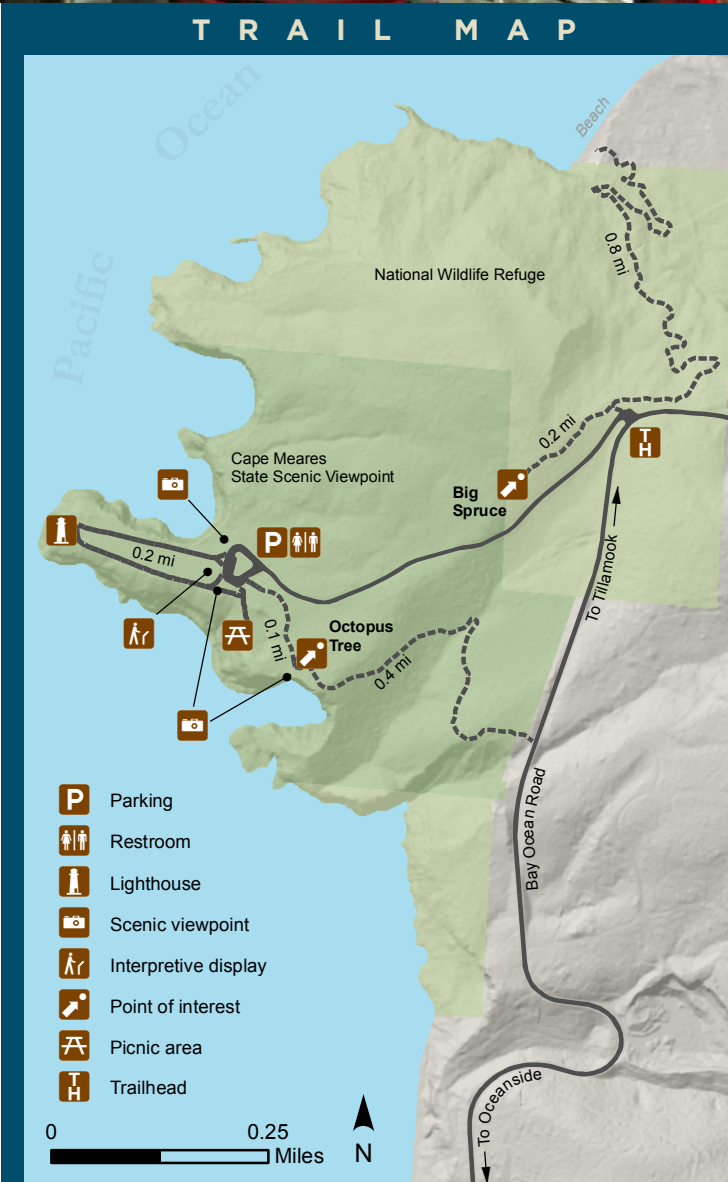 TRAIL MAP
Ocean
Pacific
Beach
0.8 mi
National Wildlife Refuge
0.2 mi
T
H
Cape Meares
State Scenic Viewpoint
Big
Spruce
P
0.2 mi
To Tillamook
0.1 mi
Octopus
Tree
0.4 mi
Bay Ocean Road
P Parking
Restroom
Lighthouse
Scenic viewpoint
Interpretive display
Point of interest
Picnic area
T
H
Trailhead
To Oceanside
0 0.25
Miles
N